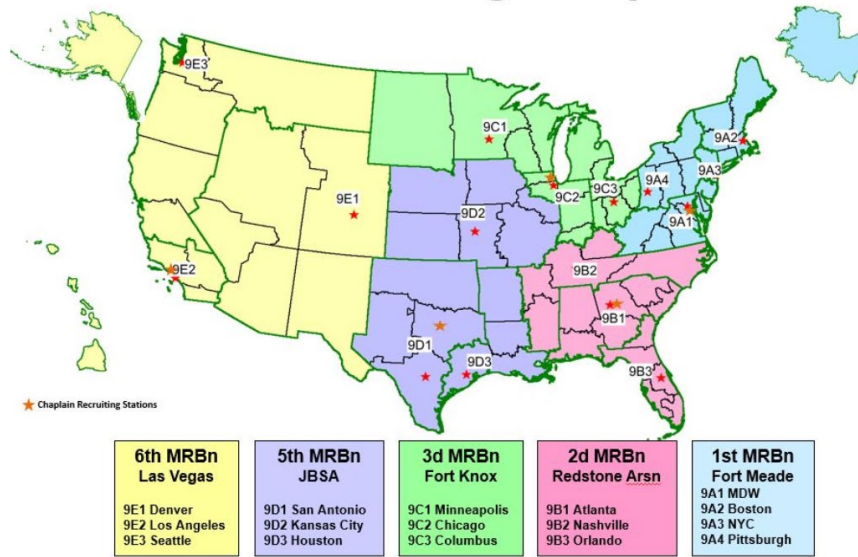 9E3
9C1
9A2
9A3
9A4
9C3
9C2
9E1
9D2
9A1
9E2
9B2
9B1
9D1
9D3
9B3
Chaplain Recruiting Stations
6th MRBn
Las Vegas
9E1 Denver
9E2 Los Angeles
9E3 Seattle
5th MRBn
JBSA
9D1 San Antonio
9D2 Kansas City
9D3 Houston
3d MRBn
Fort Knox
9C1 Minneapolis
9C2 Chicago
9C3 Columbus
2d MRBn
Redstone Arsn
9B1 Atlanta
9B2 Nashville
9B3 Orlando
1st MRBn
Fort Meade
9A1 MDW
9A2 Boston
9A3 NYC
9A4 Pittsburgh